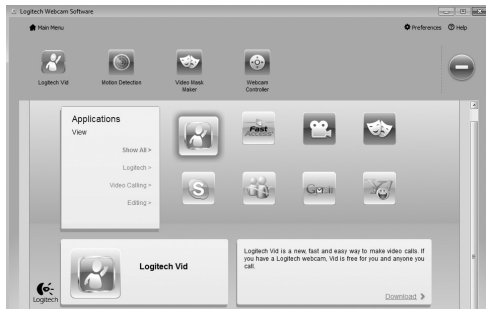 Logitech Webcam Software
Main Menu
Preferences
Help
Logitech Vid
Motion Detection
Video Mask
Maker
Webcam
Controller
Applications
View
Show All >
Logitech >
Video Calling >
Editing >
Fast
Access
S
Logitech Vid
Logitech Vid is a new, fast and easy way to make video calls. If
you have a Logitech webcam, Vid is free for you and anyone you
call.
Download
Logitech